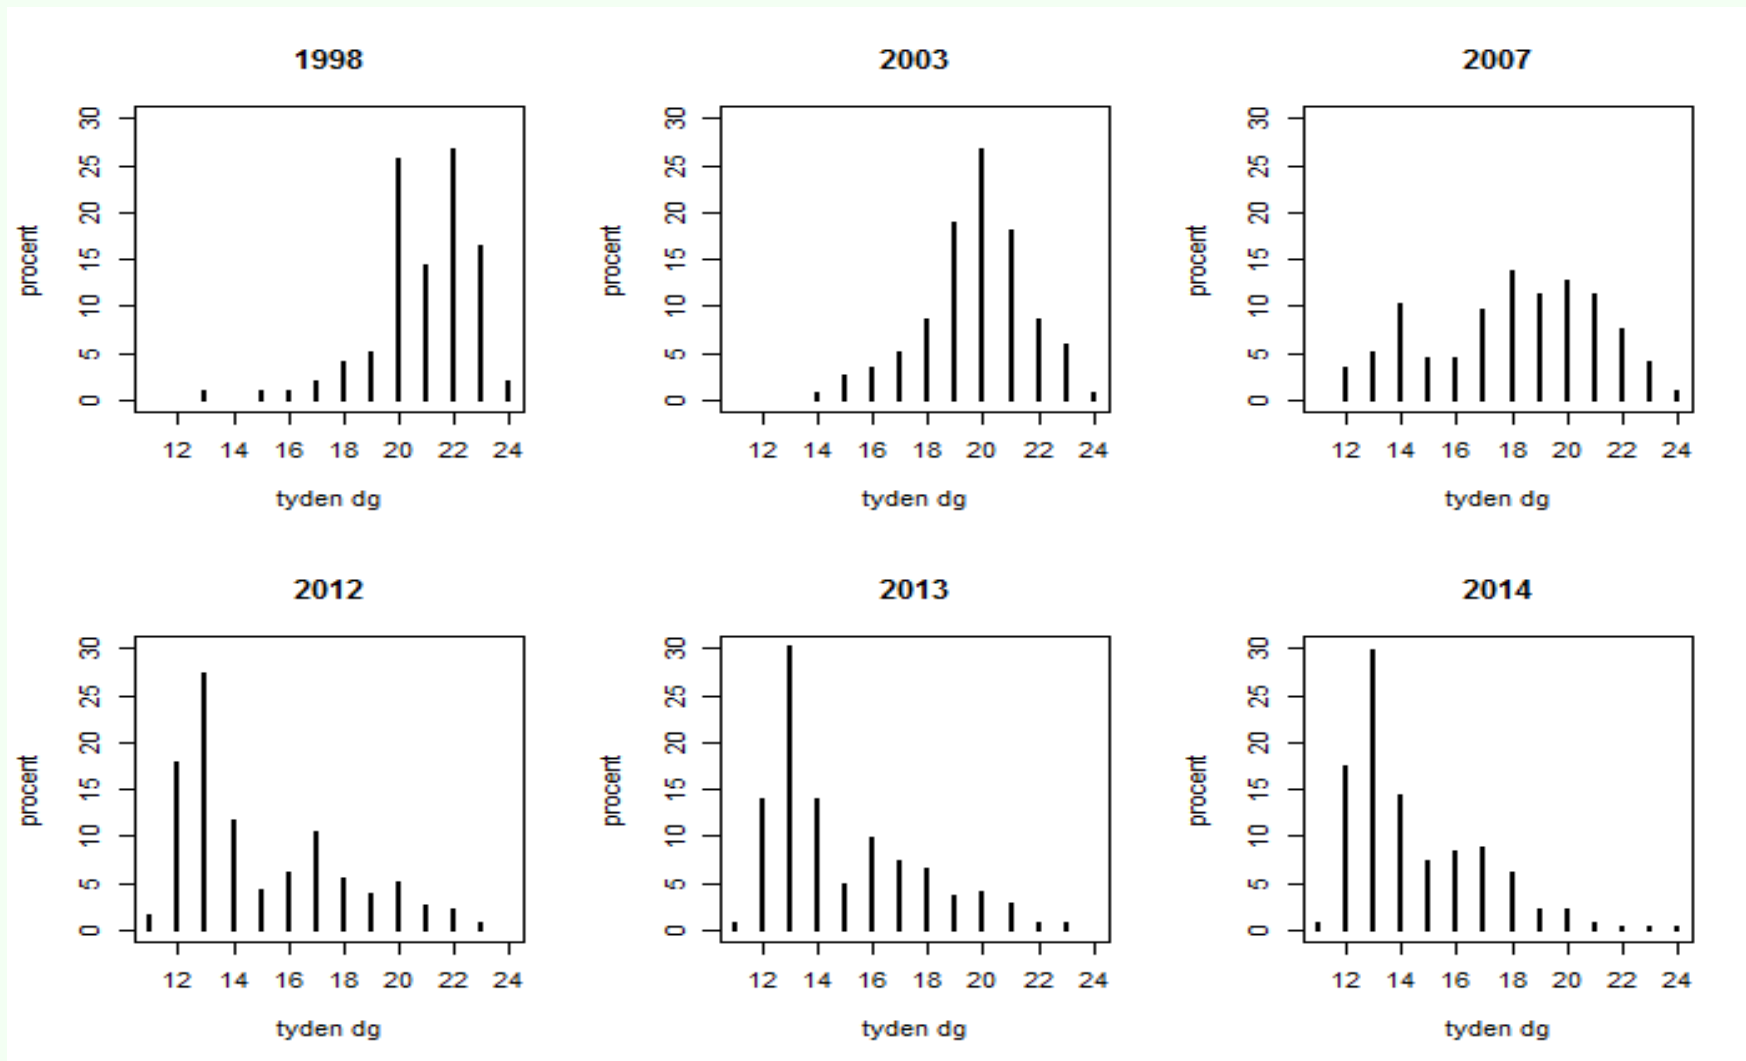 1998 2003 2007
procent 0 5 10 15 20 25 30 procent 0 5 10 15 20 25 30 procent 0 5 10 15 20 25 30
12 14 16 18 20 22 24 12 14 16 18 20 22 24 12 14 16 18 20 22 24
tyden dg tyden dg tyden dg
2012 2013 2014
procent 0 5 10 15 20 25 30 procent 0 5 10 15 20 25 30 procent 0 5 10 15 20 25 30
12 14 16 18 20 22 24 12 14 16 18 20 22 24 12 14 16 18 20 22 24
tyden dg tyden dg tyden dg